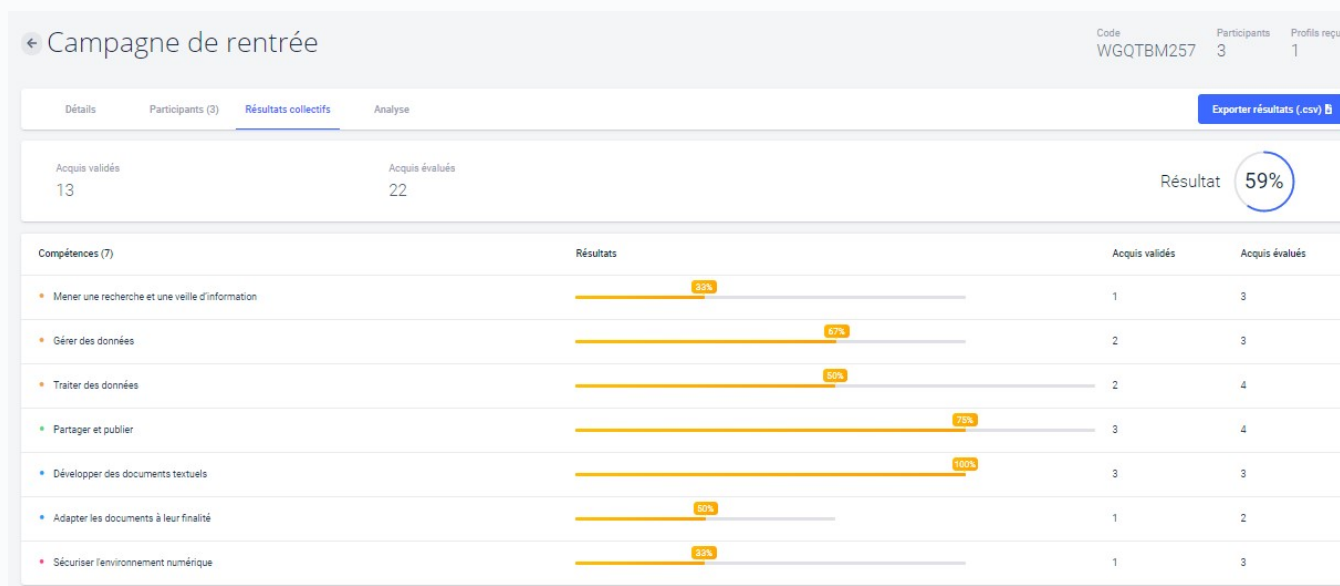 Campagne de rentrée
Code Participants Profils reçu
WGQTBM257 3 1
Détails Participants (3) Résultats collectifs Analyse Exporter résultats (.csv)
Acquis validés Acquis évalués
13 22 Résultat 59%
Compétences (7) Résultats Acquis validés Acquis évalués
Mener une recherche et une veille d'information 33% 1 3
Gérer des données 67% 2 3
Traiter des données 50% 2 4
Partager et publier 75% 3 4
Développer des documents textuels 100% 3 3
Adapter les documents à leur finalité 50% 1 2
Sécuriser l'environnement numérique 33% 1 3